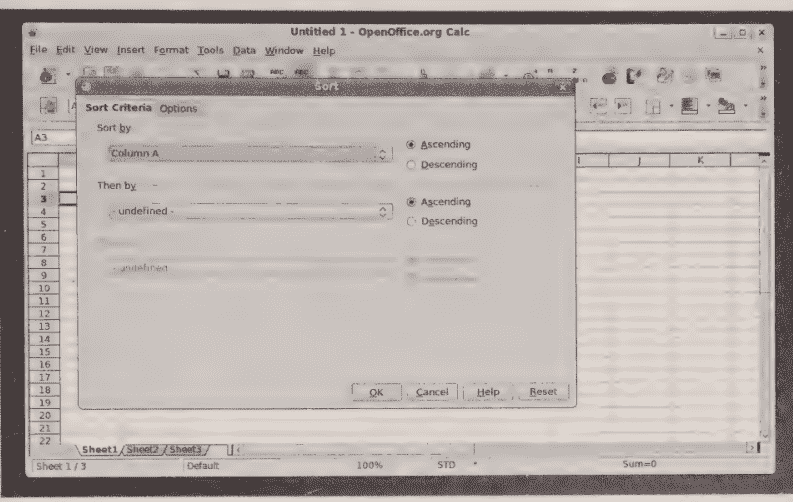 Untitled 1 - OpenOffice.org Calc
File Edit View Insert Format Tools Data Window Help
Sort
Sort Criteria Options
Sort by
A3
Column A
Ascending
Descending
I J K
Then by
- undefined -
Ascending
Descending
- undefined
1
2
3
4
5
6
7
8
9
10
11
12
13
14
15
16
17
18
19
20
21
22
OK Cancel Help Reset
Sheet1 Sheet2 Sheet3
Sheet 1 / 3 Default 100% STD * Sum=0